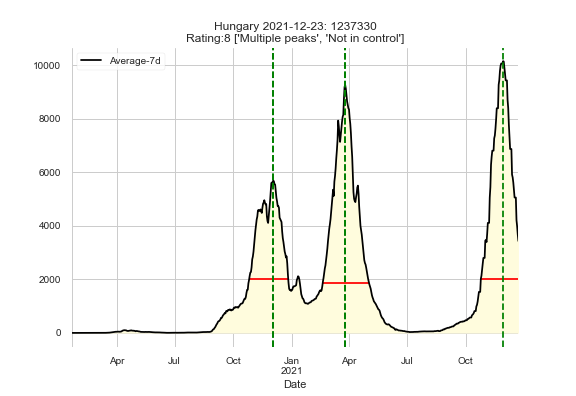 Hungary 2021-12-23: 1237330
Rating:8 ['Multiple peaks', 'Not in control']
Average-7d
10000
8000
6000
4000
2000
0
Apr Jul Oct Jan Apr Jul Oct
2021
Date